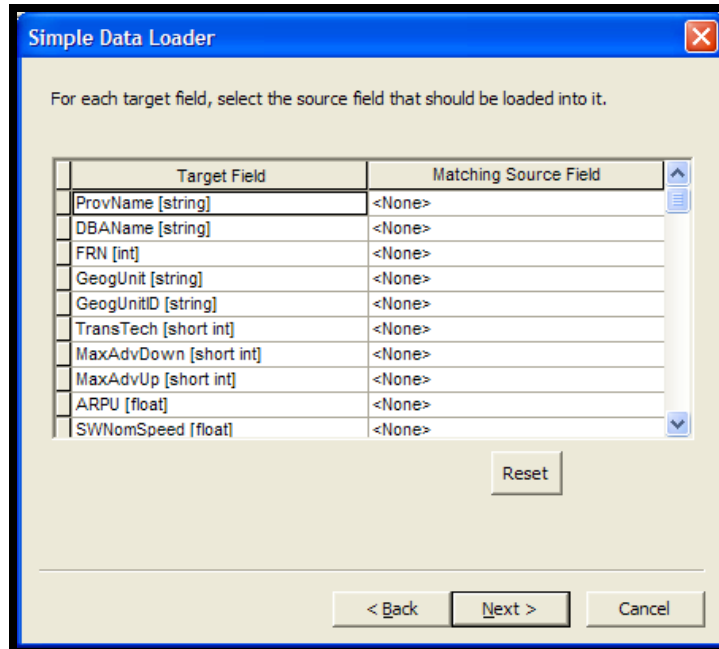 Simple Data Loader
For each target field, select the source field that should be loaded into it.
Target Field Matching Source Field
ProvName [string] <None>
DBAName [string] <None>
FRN [int] <None>
GeogUnit [string] <None>
GeogUnitID [string] <None>
TransTech [short int] <None>
MaxAdvDown [short int] <None>
MaxAdvUp [short int] <None>
ARPU [float] <None>
SWNomSpeed [float] <None>
Reset
< Back Next > Cancel